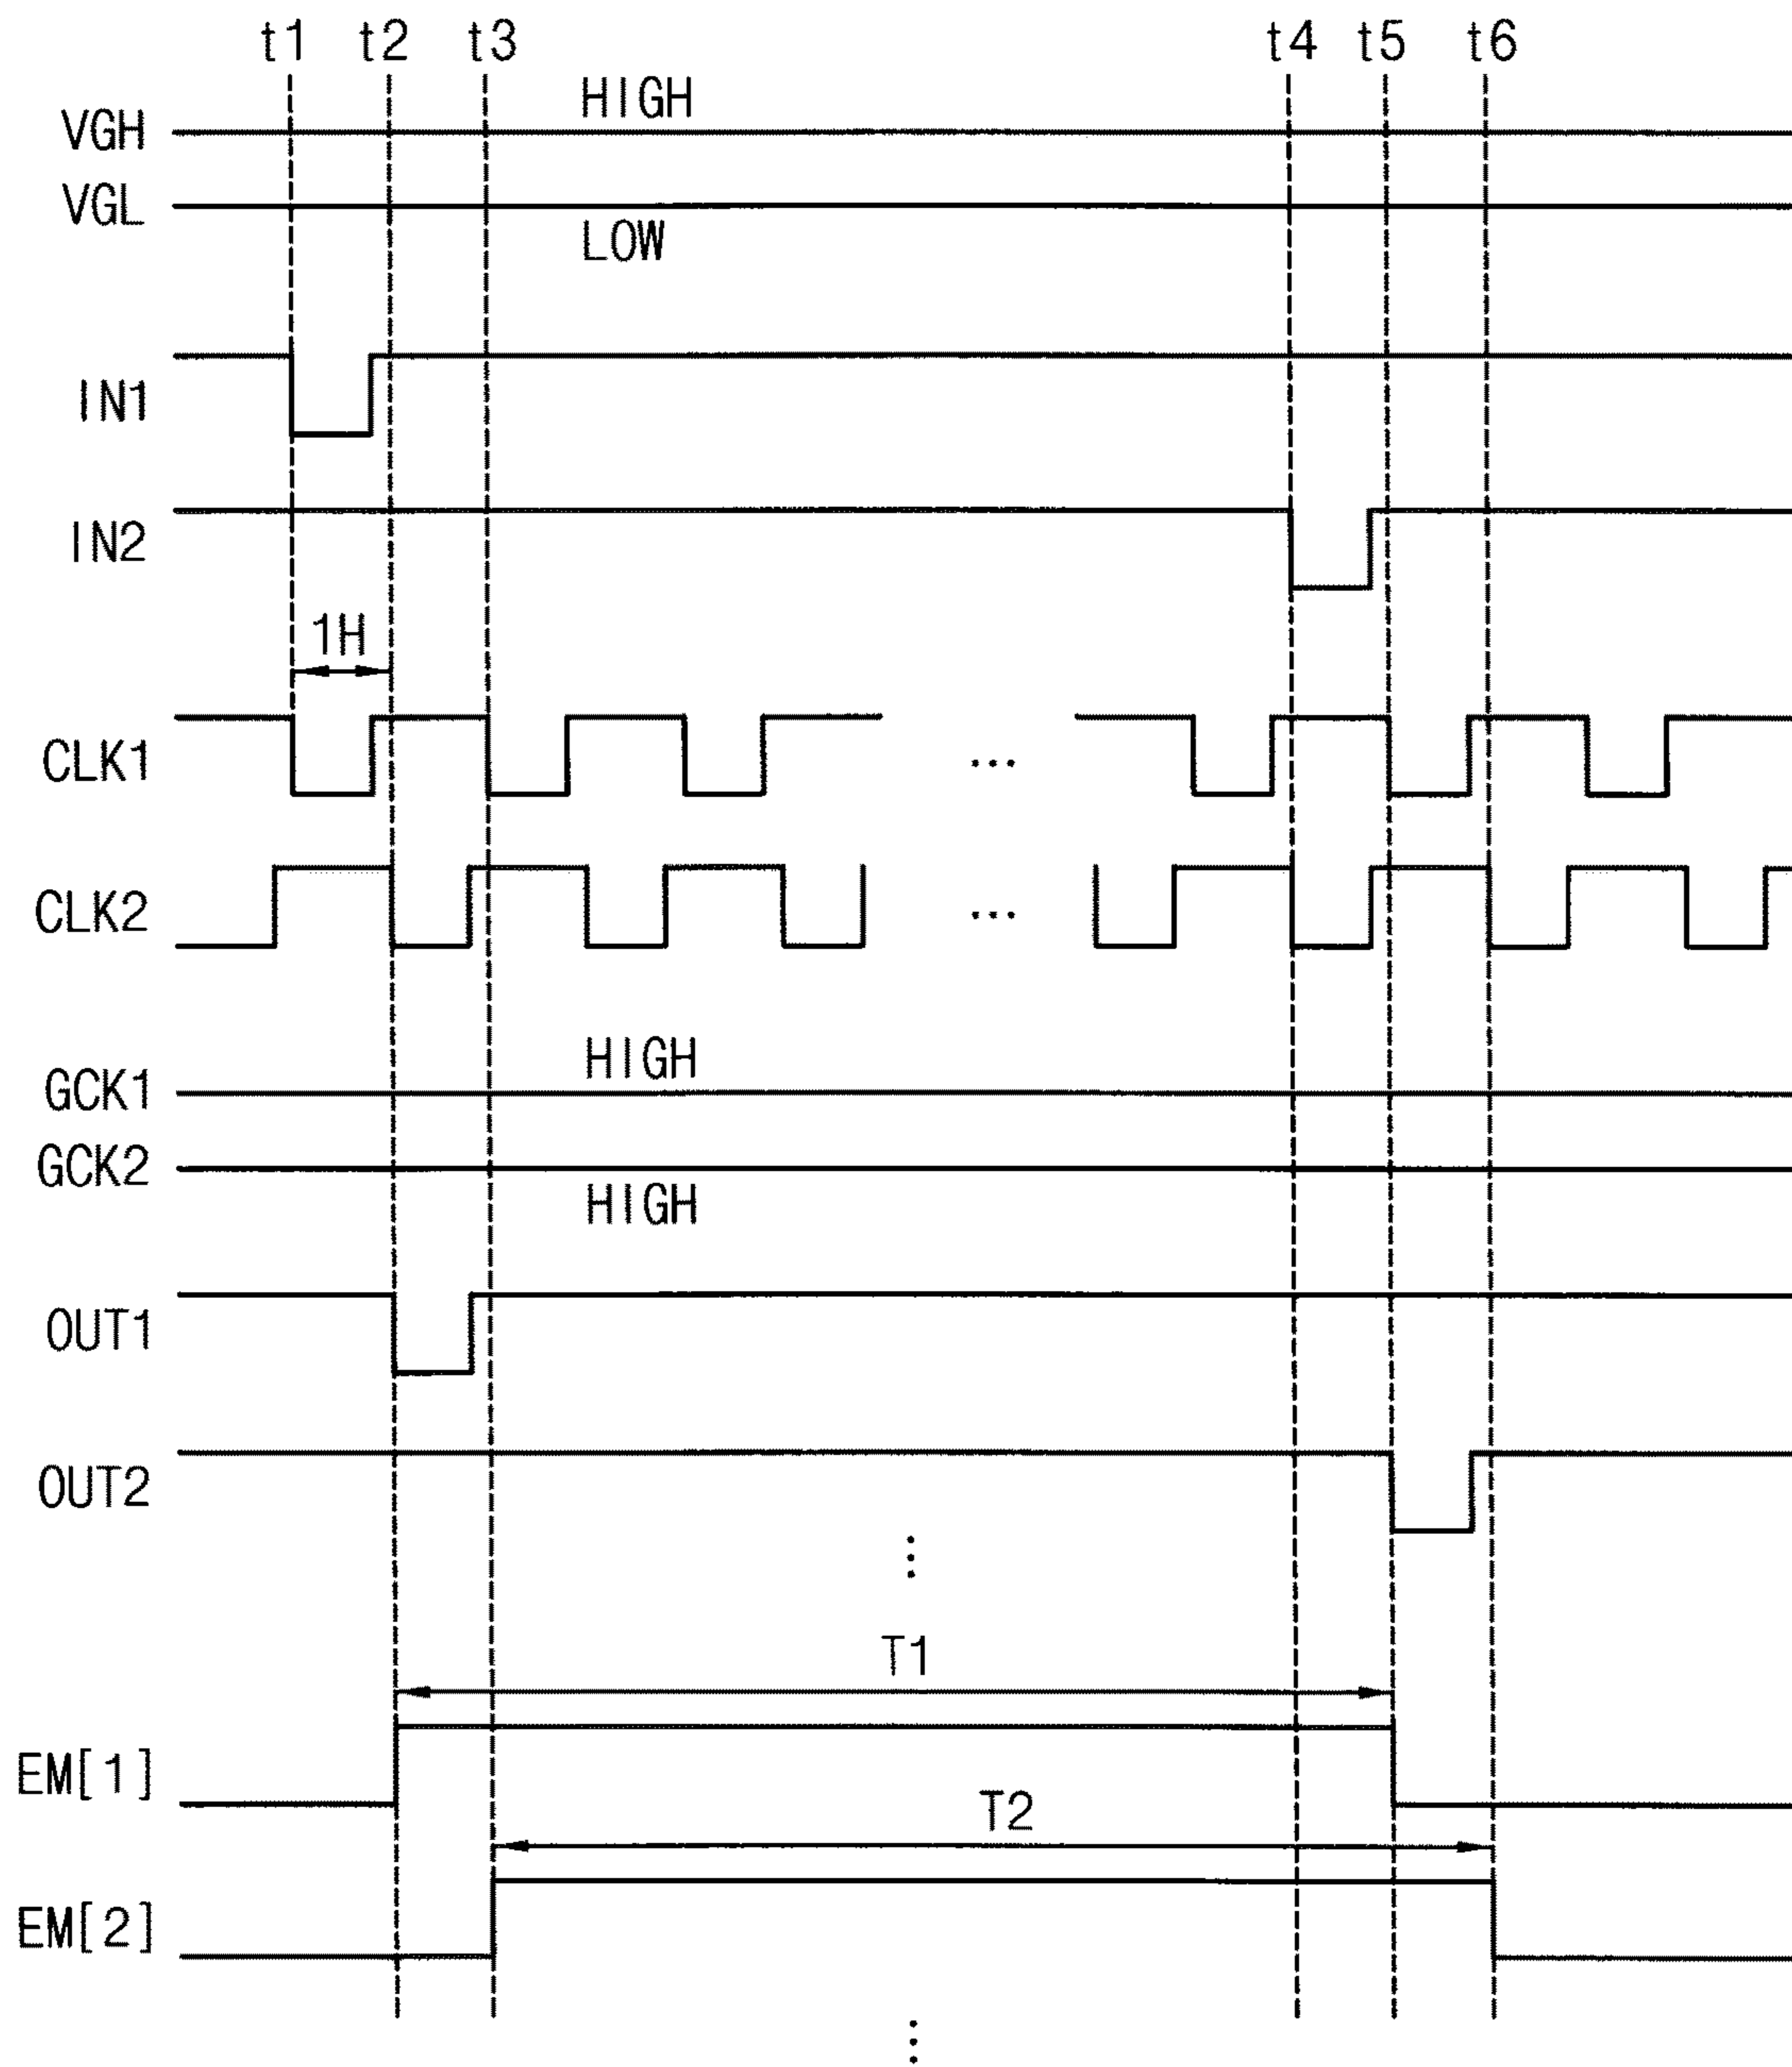 t1 t2 t3 t4 t5 t6
HIGH
VGH
VGL
LOW
IN1
IN2
1H
CLK1
...
CLK2
...
HIGH
GCK1
GCK2
HIGH
OUT1
OUT2
⋮
T1
EM[1]
T2
EM[2]
⋮